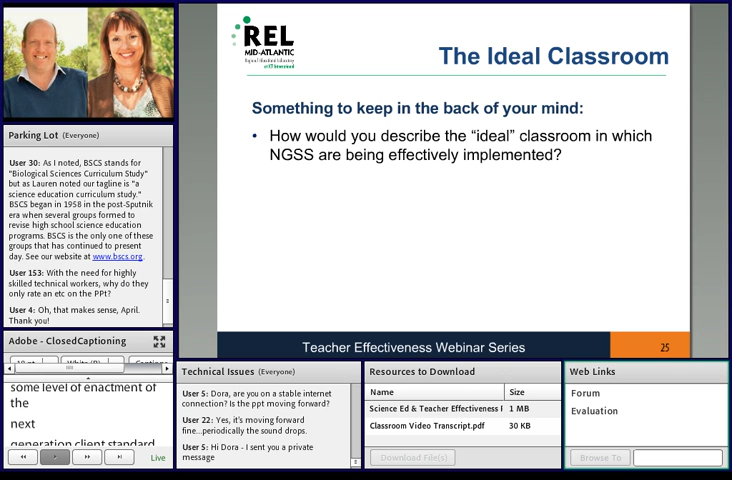 REL
MID-ATLANTIC
Regional Educational Laboratory
The Ideal Classroom
Something to keep in the back of your mind:
• How would you describe the “ideal” classroom in which
NGSS are being effectively implemented?
Teacher Effectiveness Webinar Series
25
Parking Lot (Everyone)
User 30: As I noted, BSCS stands for
"Biological Sciences Curriculum Study"
but as Lauren noted our tagline is "a
science education curriculum study."
BSCS began in 1958 in the post-Sputnik
era when several groups formed to
revise high school science education
programs. BSCS is the only one of these
groups that has continued to present
day. See our website at www.bscs.org.
User 153: With the need for highly
skilled technical workers, why do they
only rate an etc on the PPt?
User 4: Oh, that makes sense, April.
Thank you!
Adobe - ClosedCaptioning
some level of enactment of
the
next
generation client standard
Live
Technical Issues (Everyone)
User 5: Dora, are you on a stable internet
connection? Is the ppt moving forward?
User 22: Yes, it's moving forward
fine...periodically the sound drops.
User 5: Hi Dora - I sent you a private
message
Resources to Download
Name Size
Science Ed & Teacher Effectiveness 1 MB
Classroom Video Transcript.pdf 30 KB
Download File(s)
Web Links
Forum
Evaluation
Browse To